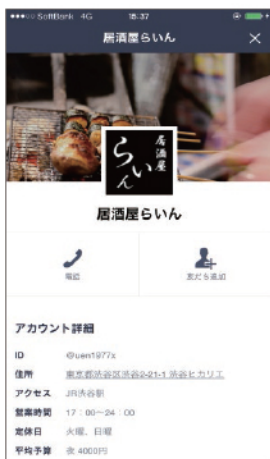 SoftBank 4G 15:37
居酒屋らいん
居酒屋
らいん
居酒屋らいん
電話 友だち追加
アカウント詳細
ID @uen1977x
住所 東京都渋谷区渋谷2-21-1 渋谷ヒカリエ
アクセス JR渋谷駅
営業時間 17:00〜24:00
定休日 火曜、日曜
平均予算 夜 4000円